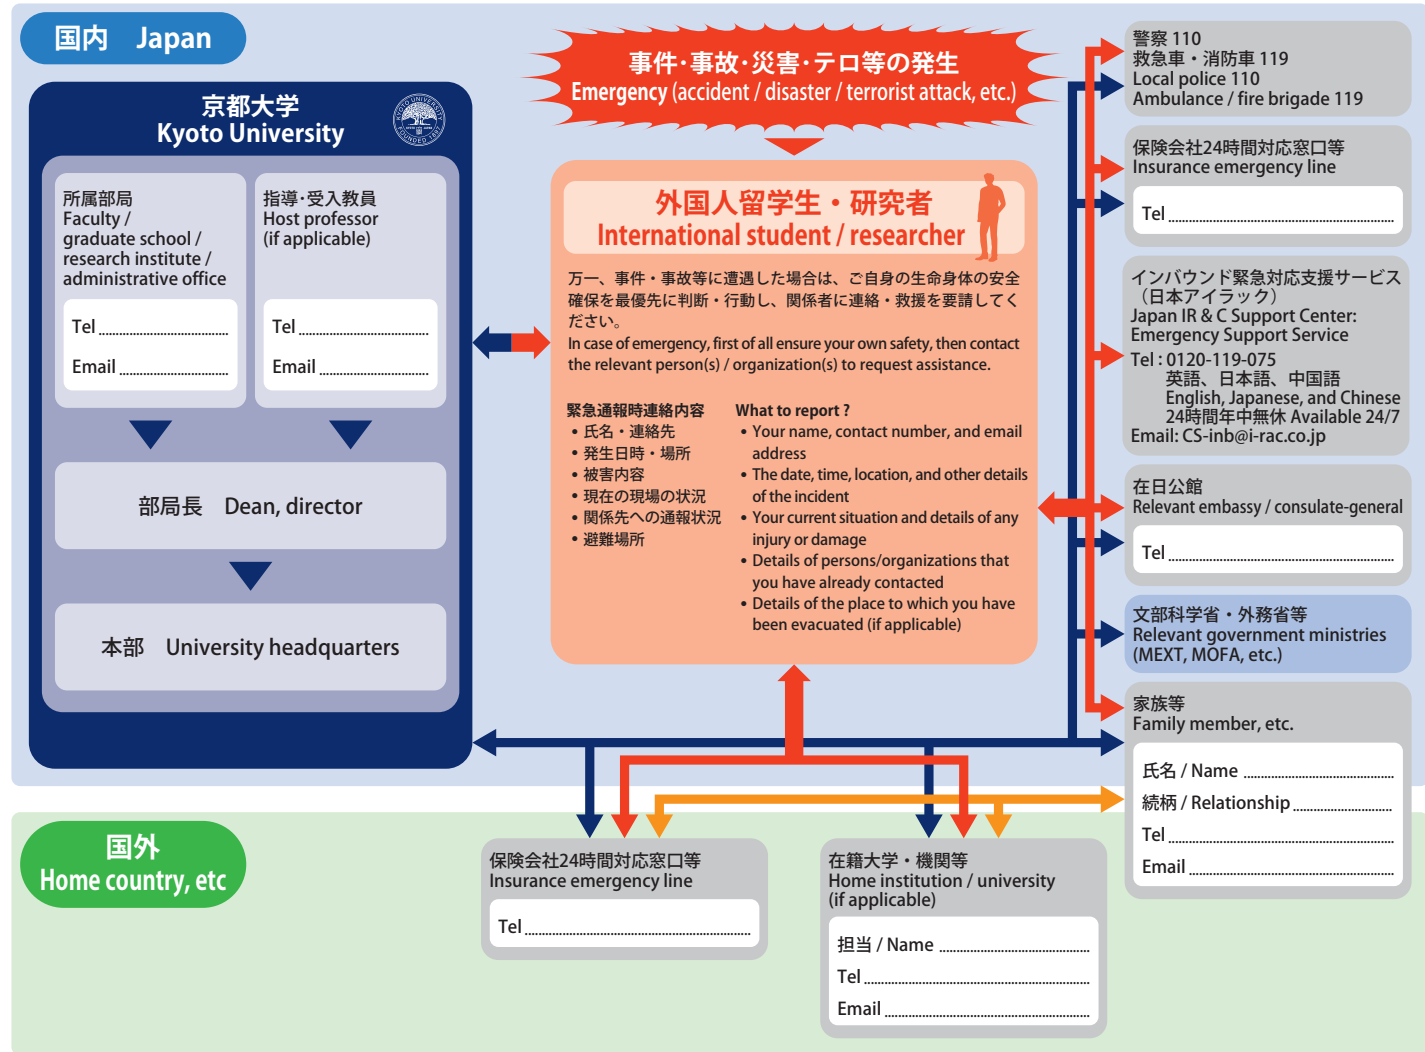 国内 Japan
京都大学
Kyoto University
KYOTO UNIVERSITY
FOUNDED 1897
所属部局
Faculty /
graduate school /
research institute /
administrative office
Tel
Email
指導･受入教員
Host professor
(if applicable)
Tel
Email
部局長 Dean, director
本部 University headquarters
事件･事故･災害･テロ等の発生
Emergency (accident / disaster / terrorist attack, etc.)
外国人留学生・研究者
International student / researcher
万一、事件・事故等に遭遇した場合は、ご自身の生命身体の安全
確保を最優先に判断・行動し、関係者に連絡・救援を要請してく
ださい。
In case of emergency, first of all ensure your own safety, then contact
the relevant person(s) / organization(s) to request assistance.
緊急通報時連絡内容
• 氏名・連絡先
• 発生日時・場所
• 被害内容
• 現在の現場の状況
• 関係先への通報状況
• 避難場所
What to report ?
• Your name, contact number, and email
address
• The date, time, location, and other details
of the incident
• Your current situation and details of any
injury or damage
• Details of persons/organizations that
you have already contacted
• Details of the place to which you have
been evacuated (if applicable)
警察 110
救急車・消防車 119
Local police 110
Ambulance / fire brigade 119
保険会社24時間対応窓口等
Insurance emergency line
Tel
インバウンド緊急対応支援サービス
（日本アイラック）
Japan IR & C Support Center:
Emergency Support Service
Tel : 0120-119-075
英語、日本語、中国語
English, Japanese, and Chinese
24時間年中無休 Available 24/7
Email: CS-inb@i-rac.co.jp
在日公館
Relevant embassy / consulate-general
Tel
文部科学省・外務省等
Relevant government ministries
(MEXT, MOFA, etc.)
家族等
Family member, etc.
氏名 / Name
続柄 / Relationship
Tel
Email
国外
Home country, etc
保険会社24時間対応窓口等
Insurance emergency line
Tel
在籍大学・機関等
Home institution / university
(if applicable)
担当 / Name
Tel
Email